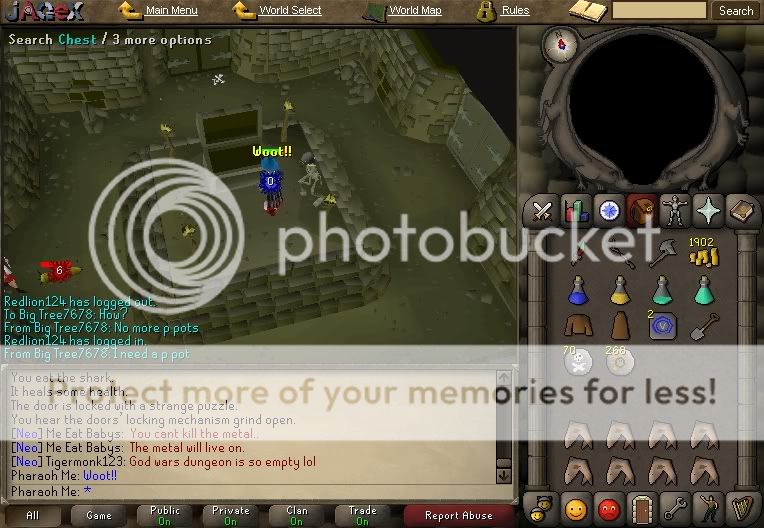 JAGEX
Main Menu
World Select
World Map
Rules
Search
Search Chest / 3 more options
Woot!!
0
6
1902
2
70
268
photobucket
Protect more of your memories for less!
Redlion124 has logged out.
To Big Tree7678: How?
From Big Tree7678: No more p pots
Redlion124 has logged in.
From Big Tree7678: I need a p pot
You eat the shark.
It heals some health.
The door is locked with a strange puzzle.
You hear the doors' locking mechanism grind open.
[Neo] Me Eat Babys: You cant kill the metal..
[Neo] Me Eat Babys: The metal will live on.
[Neo] Tigermonk123: God wars dungeon is so empty lol
Pharaoh Me: Woot!!
Pharaoh Me: *
All
Game
Public
On
Private
On
Clan
On
Trade
On
Report Abuse